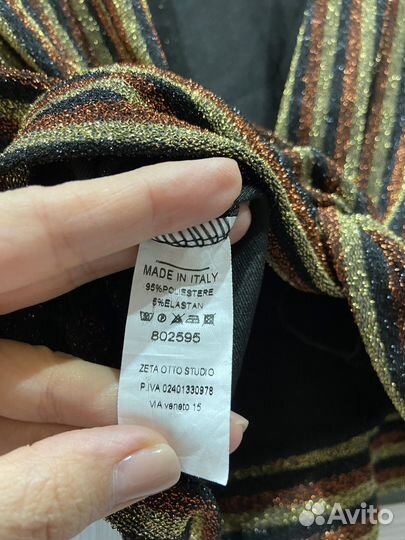 MADE IN ITALY
95%POLIESTERE
5%ELASTAN
802595
ZETA OTTO STUDIO
P.IVA 02401330978
VIA veneto 15
Avito